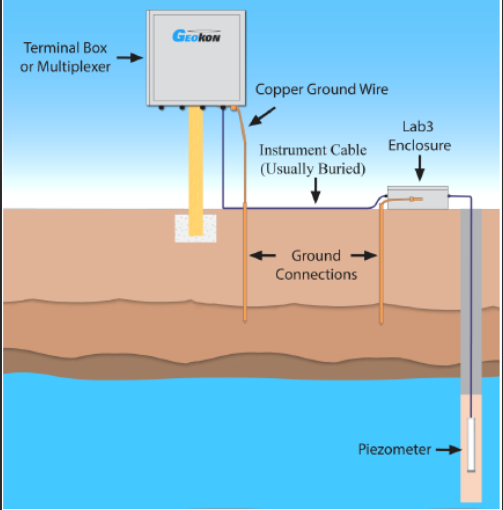 GEOKON
Terminal Box
or Multiplexer
Copper Ground Wire
Lab3
Enclosure
Instrument Cable
(Usually Buried)
Ground
Connections
Piezometer